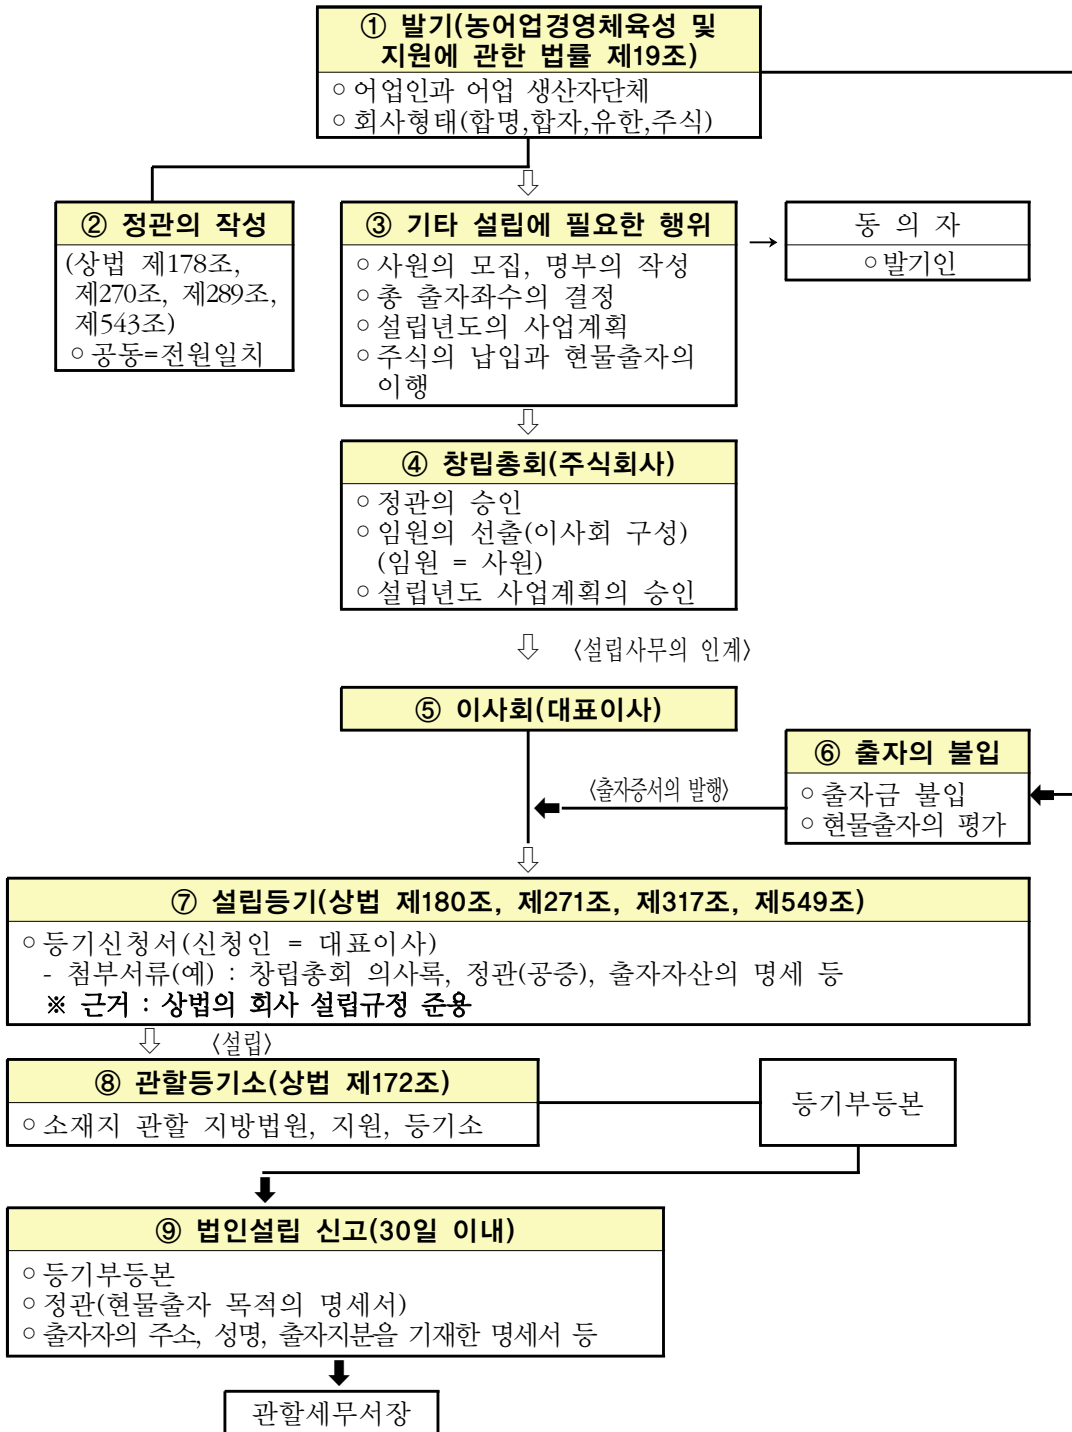 ① 발기(농어업경영체육성 및
지원에 관한 법률 제19조)
○ 어업인과 어업 생산자단체
○ 회사형태(합명,합자,유한,주식)
② 정관의 작성
(상법 제178조,
제270조, 제289조,
제543조)
○ 공동=전원일치
③ 기타 설립에 필요한 행위
○ 사원의 모집, 명부의 작성
○ 총 출자좌수의 결정
○ 설립년도의 사업계획
○ 주식의 납입과 현물출자의
이행
동 의 자
○ 발기인
④ 창립총회(주식회사)
○ 정관의 승인
○ 임원의 선출(이사회 구성)
(임원 = 사원)
○ 설립년도 사업계획의 승인
〈설립사무의 인계〉
⑤ 이사회(대표이사)
⑥ 출자의 불입
○ 출자금 불입
○ 현물출자의 평가
〈출자증서의 발행〉
⑦ 설립등기(상법 제180조, 제271조, 제317조, 제549조)
○ 등기신청서(신청인 = 대표이사)
- 첨부서류(예) : 창립총회 의사록, 정관(공증), 출자자산의 명세 등
※ 근거 : 상법의 회사 설립규정 준용
〈설립〉
⑧ 관할등기소(상법 제172조)
○ 소재지 관할 지방법원, 지원, 등기소
등기부등본
⑨ 법인설립 신고(30일 이내)
○ 등기부등본
○ 정관(현물출자 목적의 명세서)
○ 출자자의 주소, 성명, 출자지분을 기재한 명세서 등
관할세무서장